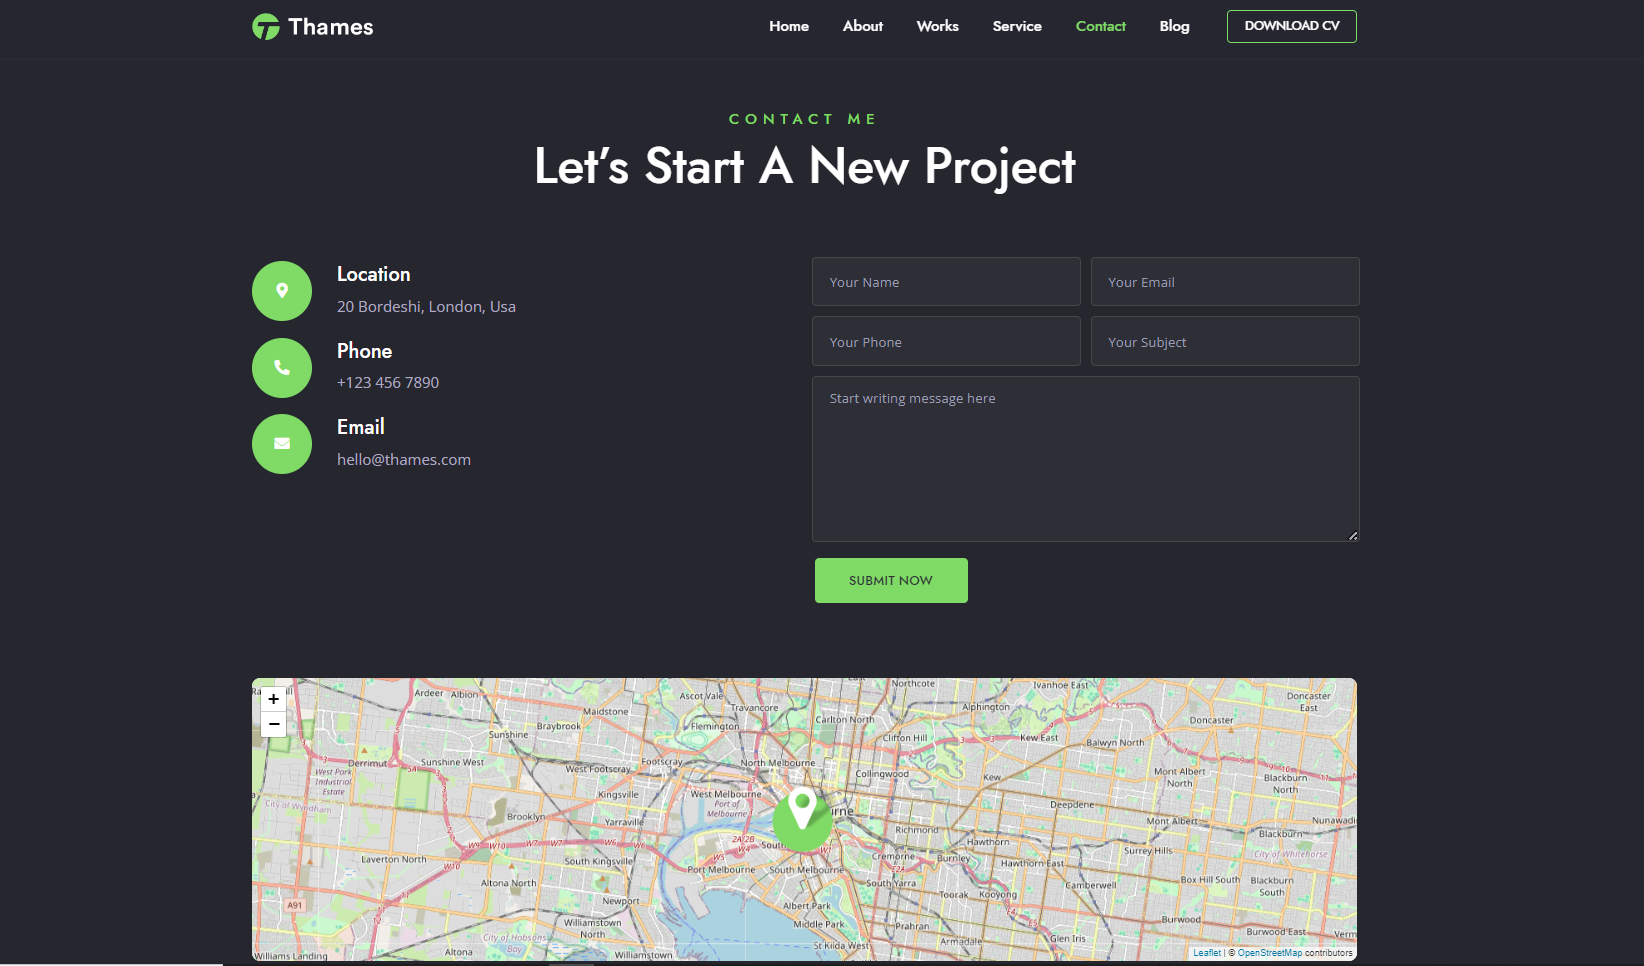 Thames
Home About Works Service Contact Blog DOWNLOAD CV
CONTACT ME
Let's Start A New Project
Location
20 Bordeshi, London, Usa
Phone
+123 456 7890
Email
hello@thames.com
Your Name Your Email
Your Phone Your Subject
Start writing message here
SUBMIT NOW
+
−
Ardeer Albion Maidstone Ascot Vale Travancore Northcote Ivanhoe East Doncaster East
Braybrook Flemington Carlton North Alphington Doncaster
Sunshine Clifton Hill Kew East Balwyn North
Derrimut Sunshine West West Footscray Footscray North Melbourne Collingwood Kew Mont Albert North Blackburn North
West Park Industrial Estate
City of Wyndham Kingsville West Melbourne Port of Melbourne Deepdene
Brooklyn Yarraville Richmond Mont Albert Nunawadi
Blackburn
2A/2B
W10 W5 W4 W1
Laverton North South Kingsville Cremorne Burnley Hawthorn Surrey Hills City of Whitehorse
Port Melbourne South Melbourne E2A Hawthorn East
Altona North South Yarra Toorak Kooyong Camberwell Box Hill South Blackburn South
A91 Newport Albert Park
Williamstown North Middle Park Prahran Burwood
City of Hobsons Bay St Kilda West Armadale Glen Iris Burwood East
Williams Landing Altona Williamstown
Leaflet | © OpenStreetMap contributors